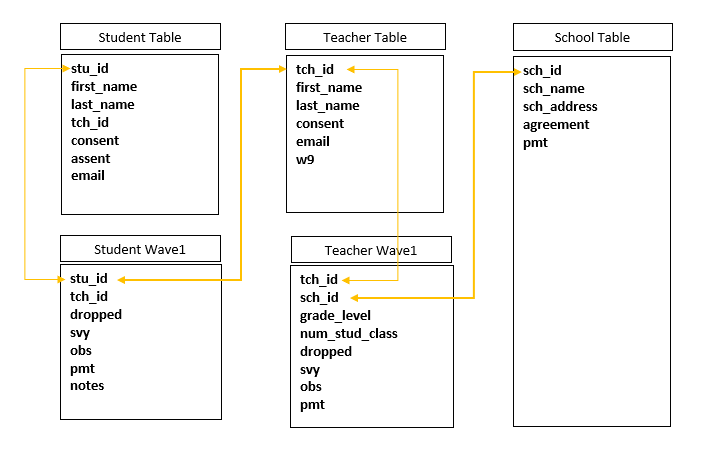 Student Table
stu_id
first_name
last_name
tch_id
consent
assent
email
Teacher Table
tch_id
first_name
last_name
consent
email
w9
School Table
sch_id
sch_name
sch_address
agreement
pmt
Student Wave1
stu_id
tch_id
dropped
svy
obs
pmt
notes
Teacher Wave1
tch_id
sch_id
grade_level
num_stud_class
dropped
svy
obs
pmt